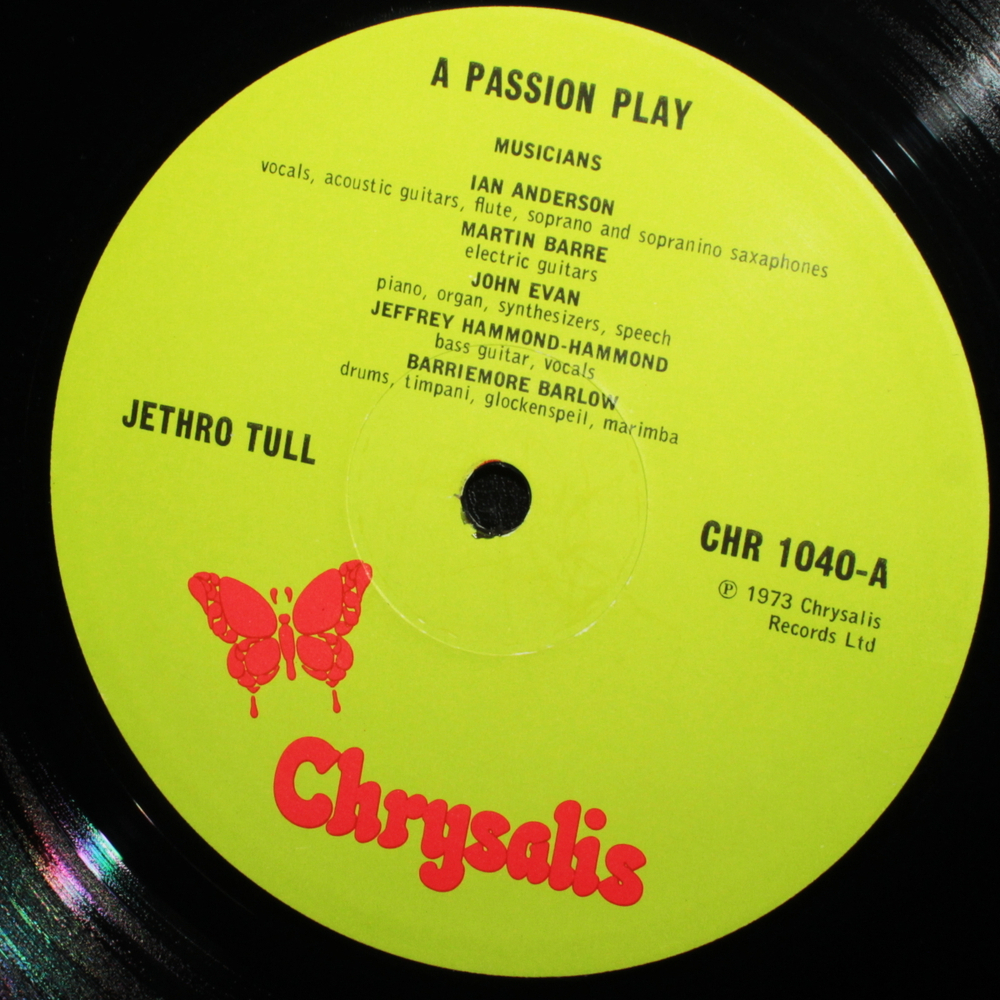 A PASSION PLAY
MUSICIANS
IAN ANDERSON
vocals, acoustic guitars, flute, soprano and sopranino saxaphones
MARTIN BARRE
electric guitars
JOHN EVAN
piano, organ, synthesizers, speech
JEFFREY HAMMOND-HAMMOND
bass guitar, vocals
BARRIEMORE BARLOW
drums, timpani, glockenspeil, marimba
JETHRO TULL
CHR 1040-A
℗ 1973 Chrysalis
Records Ltd
Chrysalis